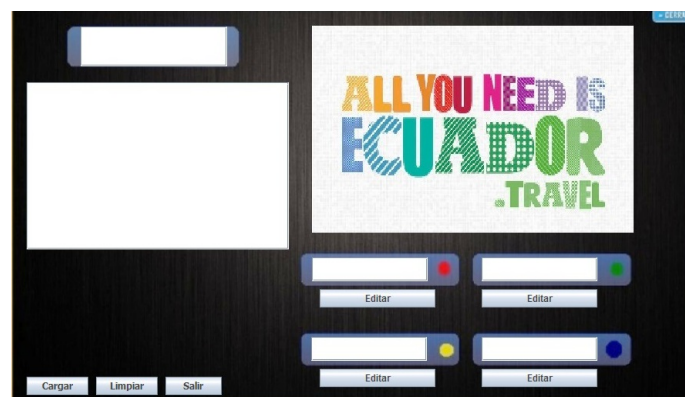 ALL YOU NEED IS
ECUADOR
.TRAVEL
Editar
Editar
Editar
Editar
Cargar
Limpiar
Salir